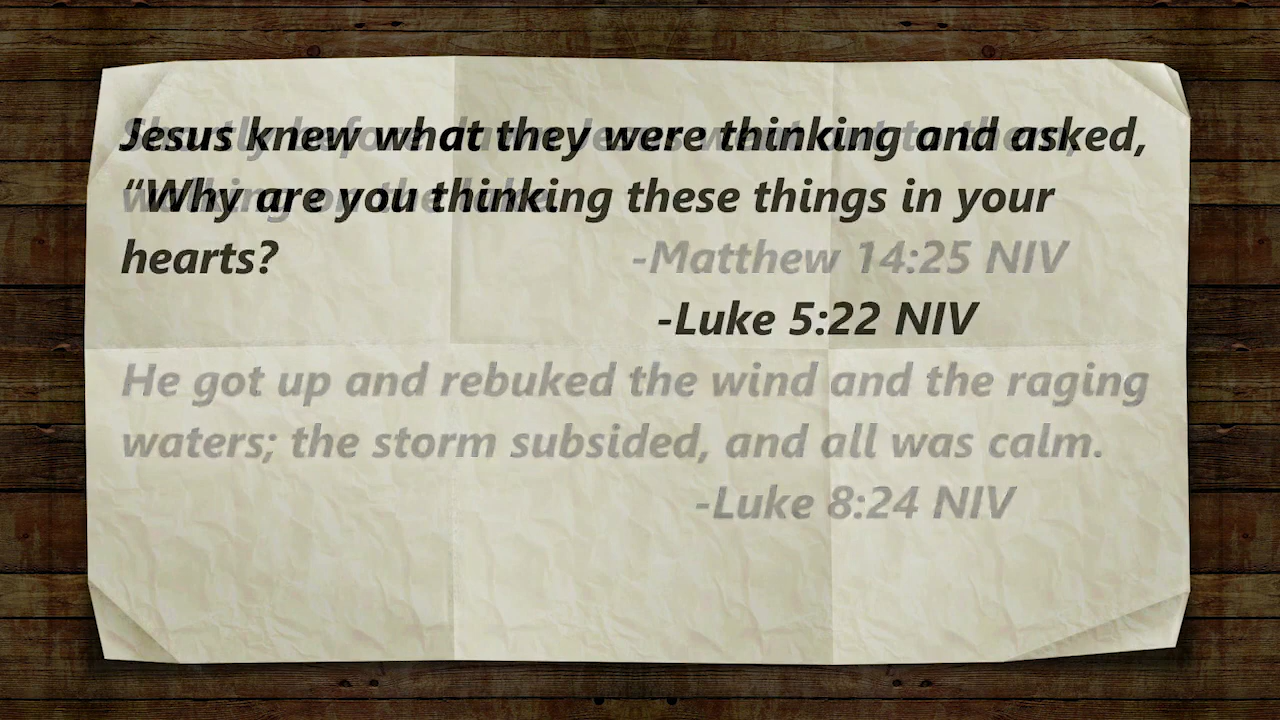 Jesus knew what they were thinking and asked,
“Why are you thinking these things in your
hearts?
-Matthew 14:25 NIV
-Luke 5:22 NIV
He got up and rebuked the wind and the raging
waters; the storm subsided, and all was calm.
-Luke 8:24 NIV